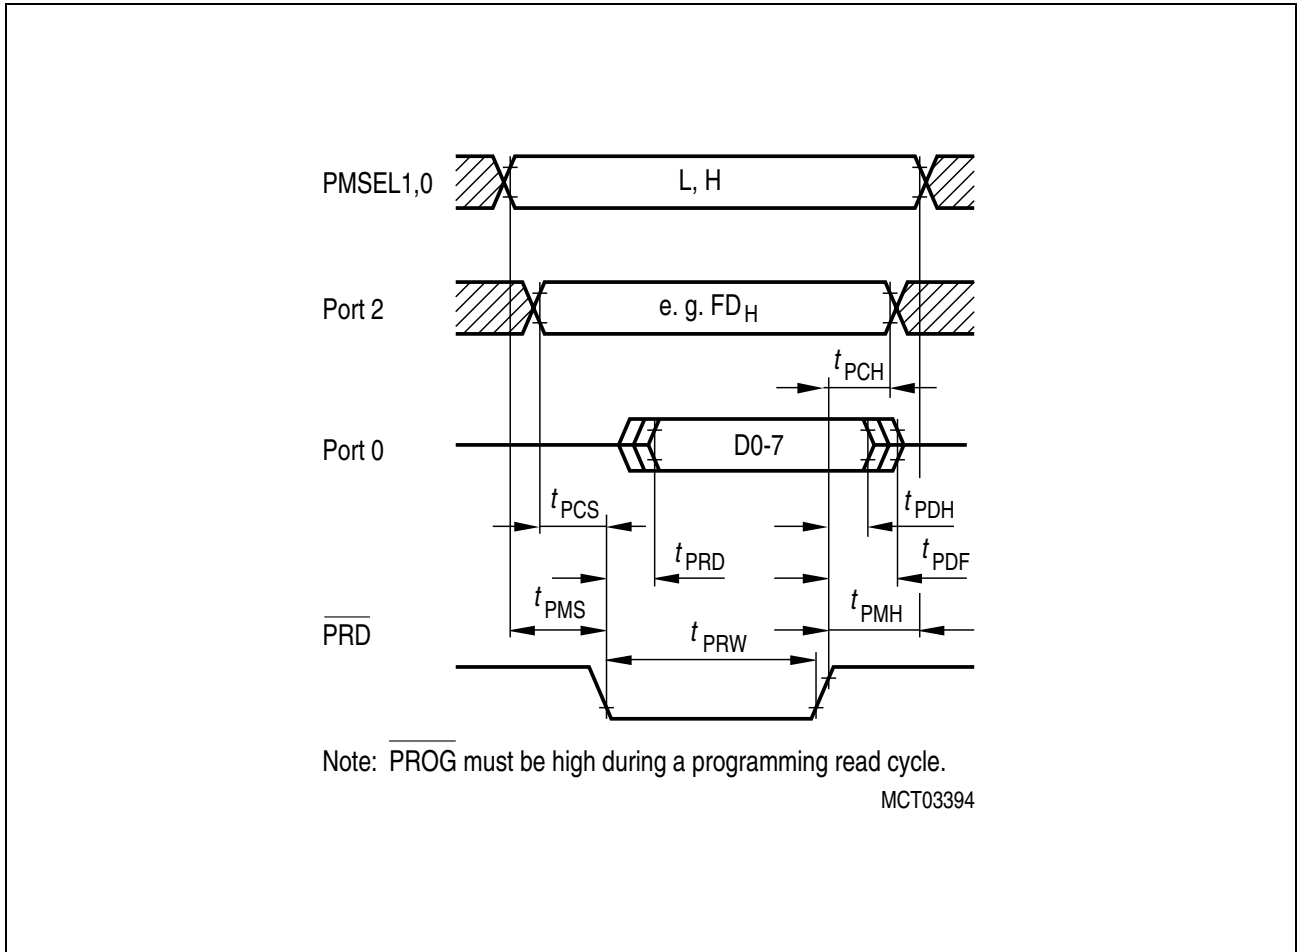 PMSEL1,0
L, H
Port 2
e. g. FDH
tPCH
Port 0
D0-7
tPCS
tPDH
tPRD
tPDF
tPMS
tPMH
PRD
tPRW
Note: PROG must be high during a programming read cycle.
MCT03394